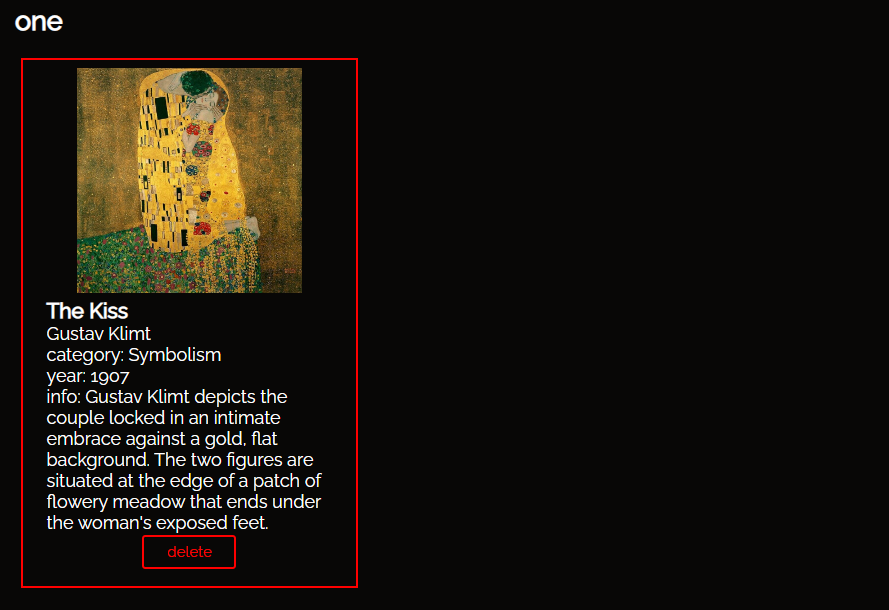 one
The Kiss
Gustav Klimt
category: Symbolism
year: 1907
info: Gustav Klimt depicts the
couple locked in an intimate
embrace against a gold, flat
background. The two figures are
situated at the edge of a patch of
flowery meadow that ends under
the woman's exposed feet.
delete